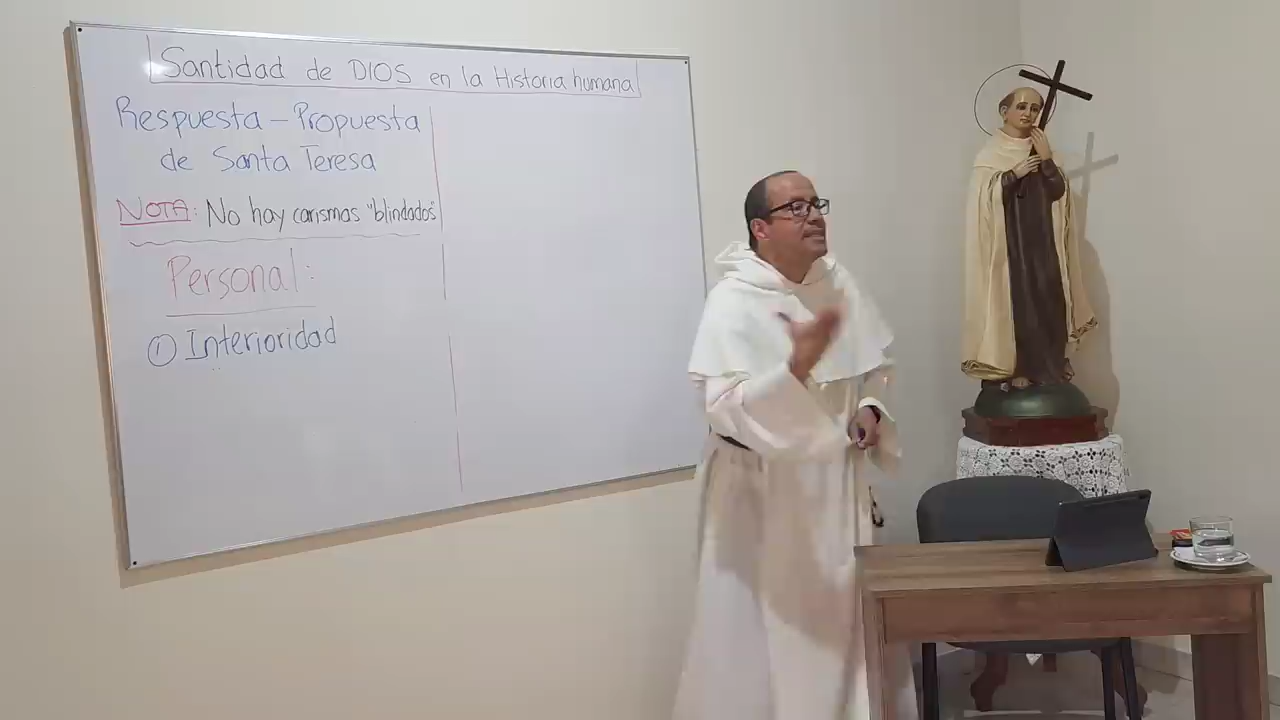 Santidad de DIOS en la Historia humana
Respuesta – Propuesta
de Santa Teresa
NOTA: No hay carismas "blindados"
Personal:
① Interioridad